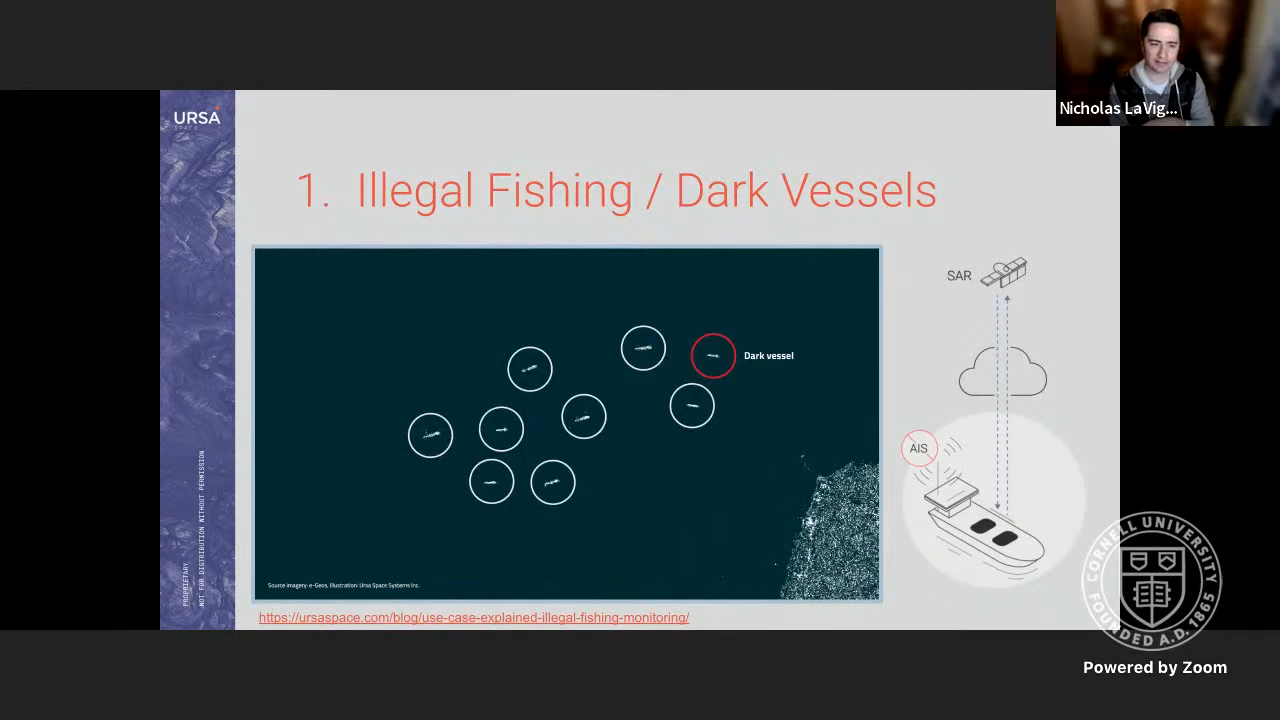 Nicholas LaVig...
URSA
SPACE
1. Illegal Fishing / Dark Vessels
SAR
Dark vessel
AIS
Source imagery: e-Geos, Illustration: Ursa Space Systems Inc.
PROPRIETARY
NOT FOR DISTRIBUTION WITHOUT PERMISSION
https://ursaspace.com/blog/use-case-explained-illegal-fishing-monitoring/
CORNELL UNIVERSITY
FOUNDED A.D. 1865
Powered by Zoom